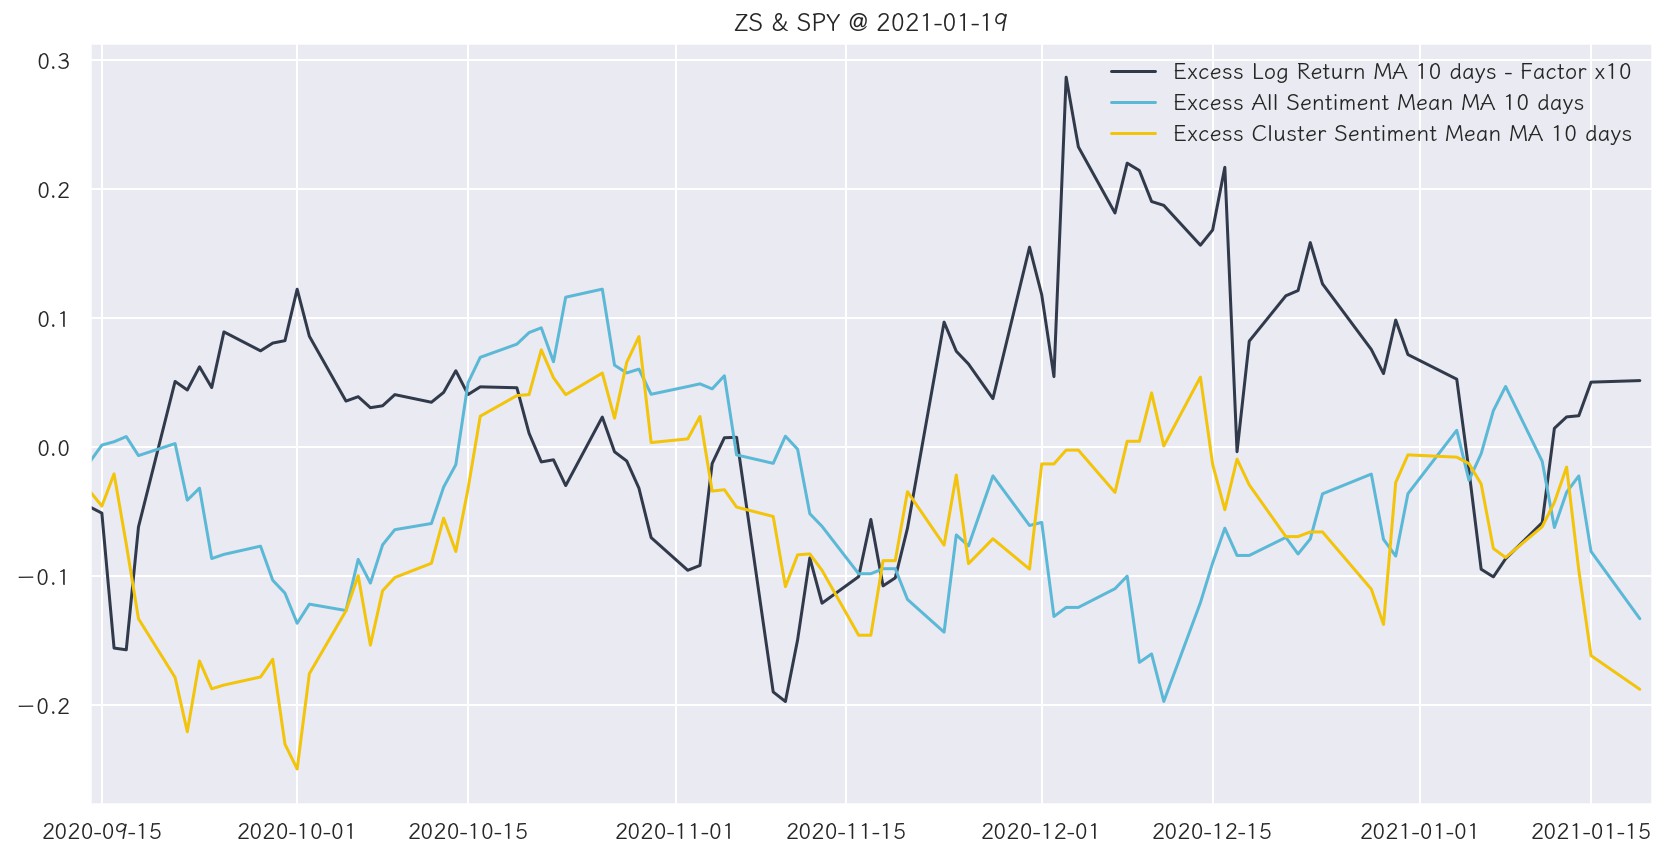 ZS & SPY @ 2021-01-19
Excess Log Return MA 10 days - Factor x10
Excess All Sentiment Mean MA 10 days
Excess Cluster Sentiment Mean MA 10 days
0.3
0.2
0.1
0.0
−0.1
−0.2
2020-09-15 2020-10-01 2020-10-15 2020-11-01 2020-11-15 2020-12-01 2020-12-15 2021-01-01 2021-01-15